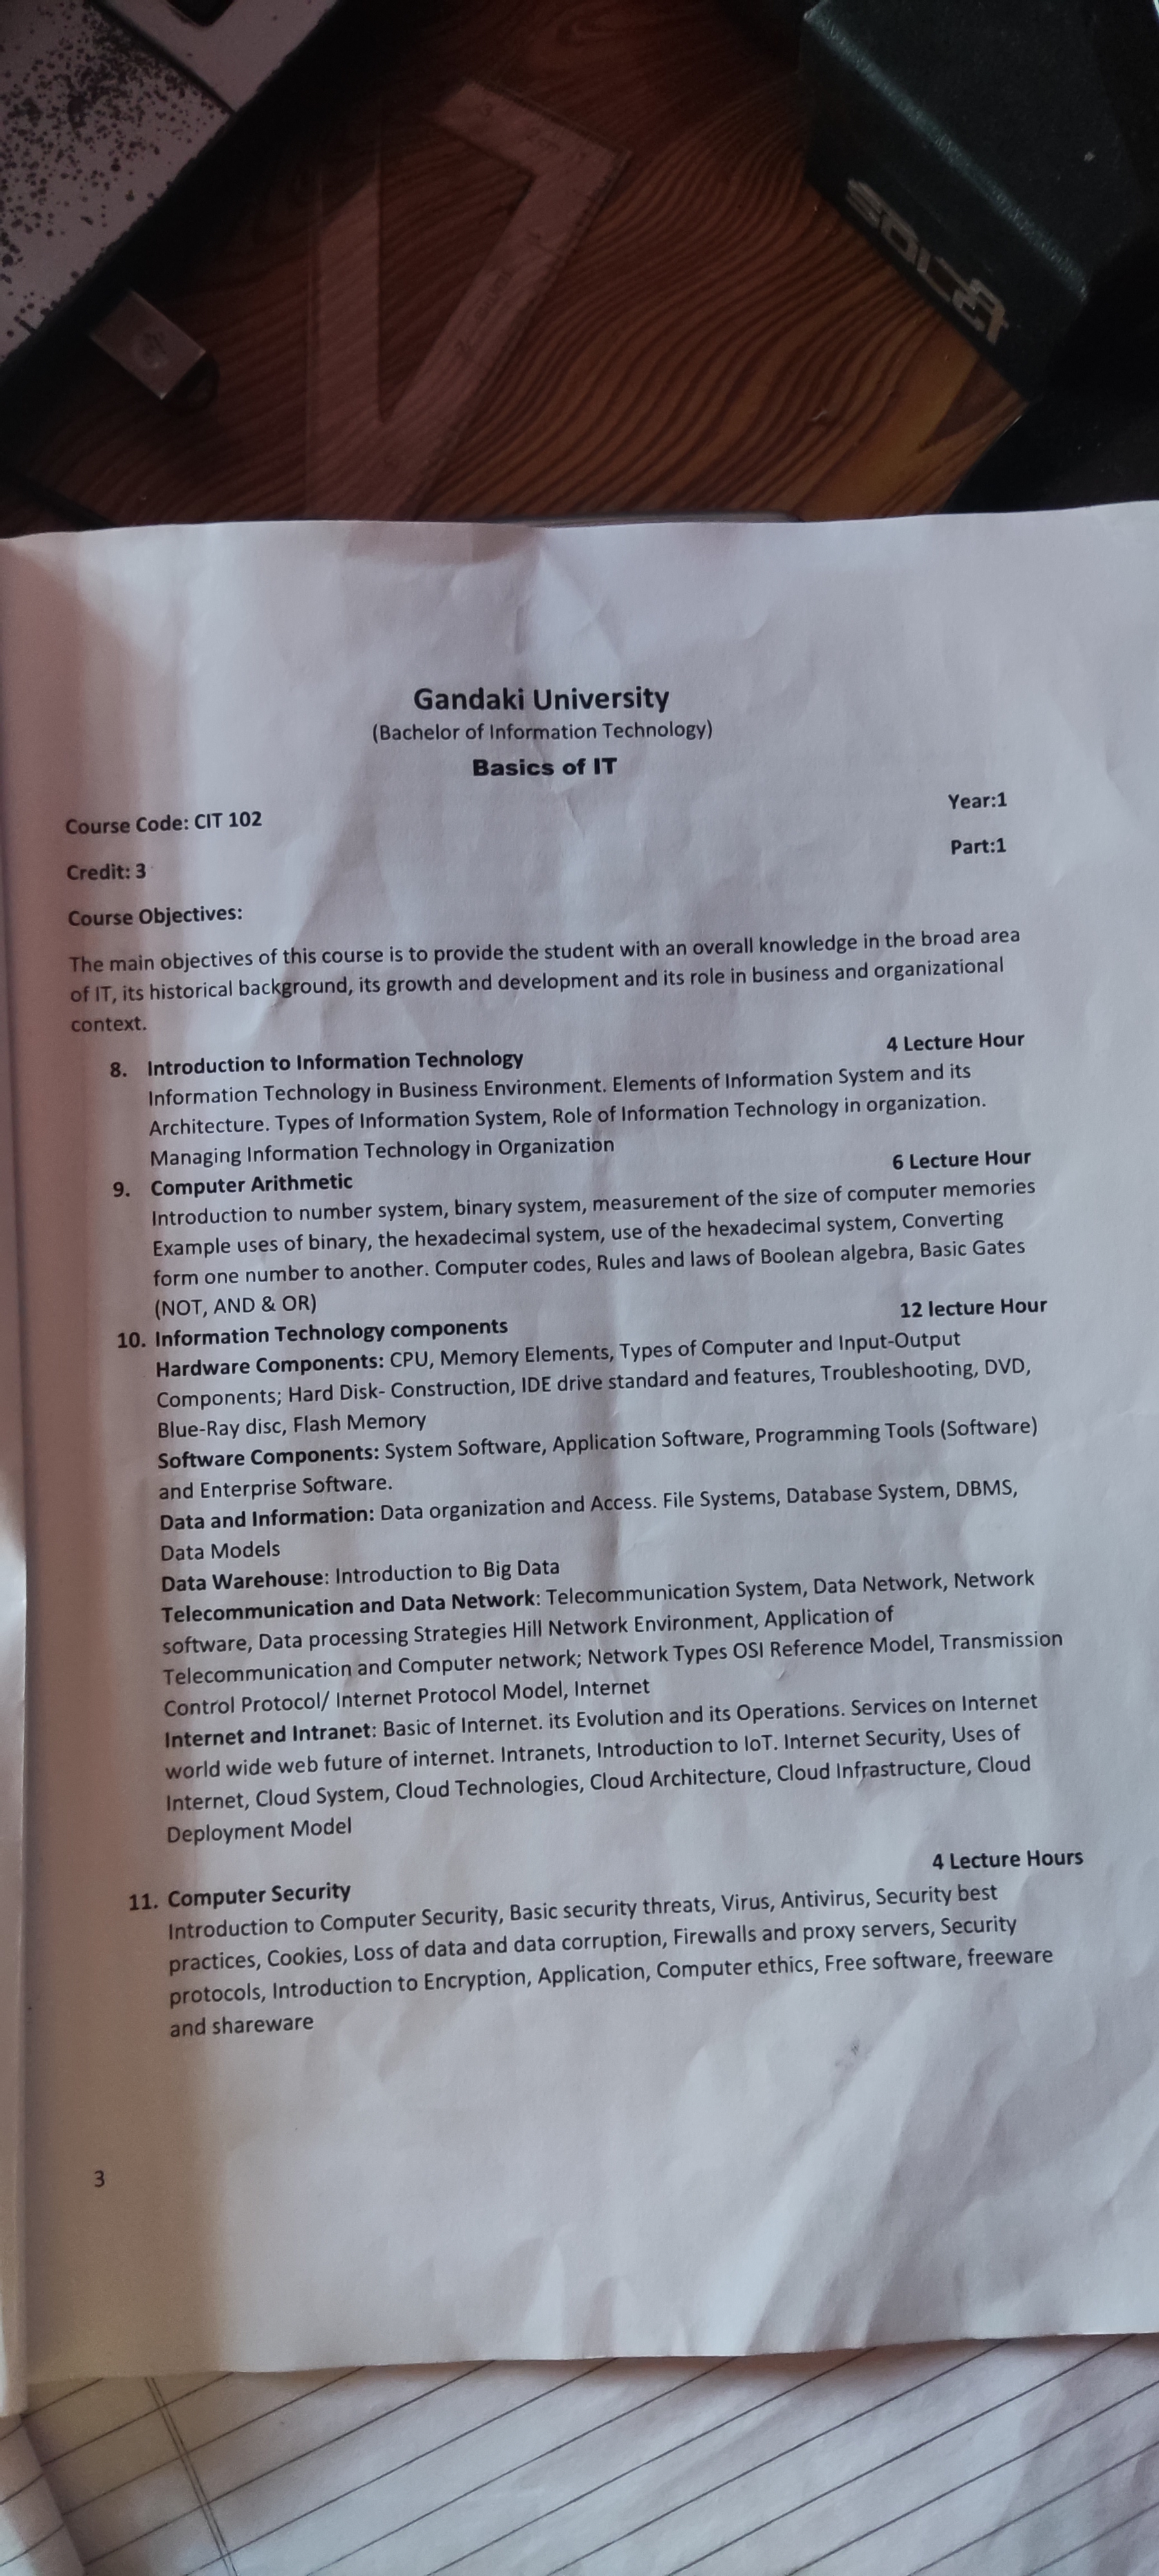 SOLCA
Gandaki University
(Bachelor of Information Technology)
Basics of IT
Year:1
Course Code: CIT 102
Part:1
Credit: 3
Course Objectives:
The main objectives of this course is to provide the student with an overall knowledge in the broad area
of IT, its historical background, its growth and development and its role in business and organizational
context.
8. Introduction to Information Technology 4 Lecture Hour
Information Technology in Business Environment. Elements of Information System and its
Architecture. Types of Information System, Role of Information Technology in organization.
Managing Information Technology in Organization
9. Computer Arithmetic 6 Lecture Hour
Introduction to number system, binary system, measurement of the size of computer memories
Example uses of binary, the hexadecimal system, use of the hexadecimal system, Converting
form one number to another. Computer codes, Rules and laws of Boolean algebra, Basic Gates
(NOT, AND & OR)
10. Information Technology components 12 lecture Hour
Hardware Components: CPU, Memory Elements, Types of Computer and Input-Output
Components; Hard Disk- Construction, IDE drive standard and features, Troubleshooting, DVD,
Blue-Ray disc, Flash Memory
Software Components: System Software, Application Software, Programming Tools (Software)
and Enterprise Software.
Data and Information: Data organization and Access. File Systems, Database System, DBMS,
Data Models
Data Warehouse: Introduction to Big Data
Telecommunication and Data Network: Telecommunication System, Data Network, Network
software, Data processing Strategies Hill Network Environment, Application of
Telecommunication and Computer network; Network Types OSI Reference Model, Transmission
Control Protocol/ Internet Protocol Model, Internet
Internet and Intranet: Basic of Internet. its Evolution and its Operations. Services on Internet
world wide web future of internet. Intranets, Introduction to IoT. Internet Security, Uses of
Internet, Cloud System, Cloud Technologies, Cloud Architecture, Cloud Infrastructure, Cloud
Deployment Model
11. Computer Security 4 Lecture Hours
Introduction to Computer Security, Basic security threats, Virus, Antivirus, Security best
practices, Cookies, Loss of data and data corruption, Firewalls and proxy servers, Security
protocols, Introduction to Encryption, Application, Computer ethics, Free software, freeware
and shareware
3